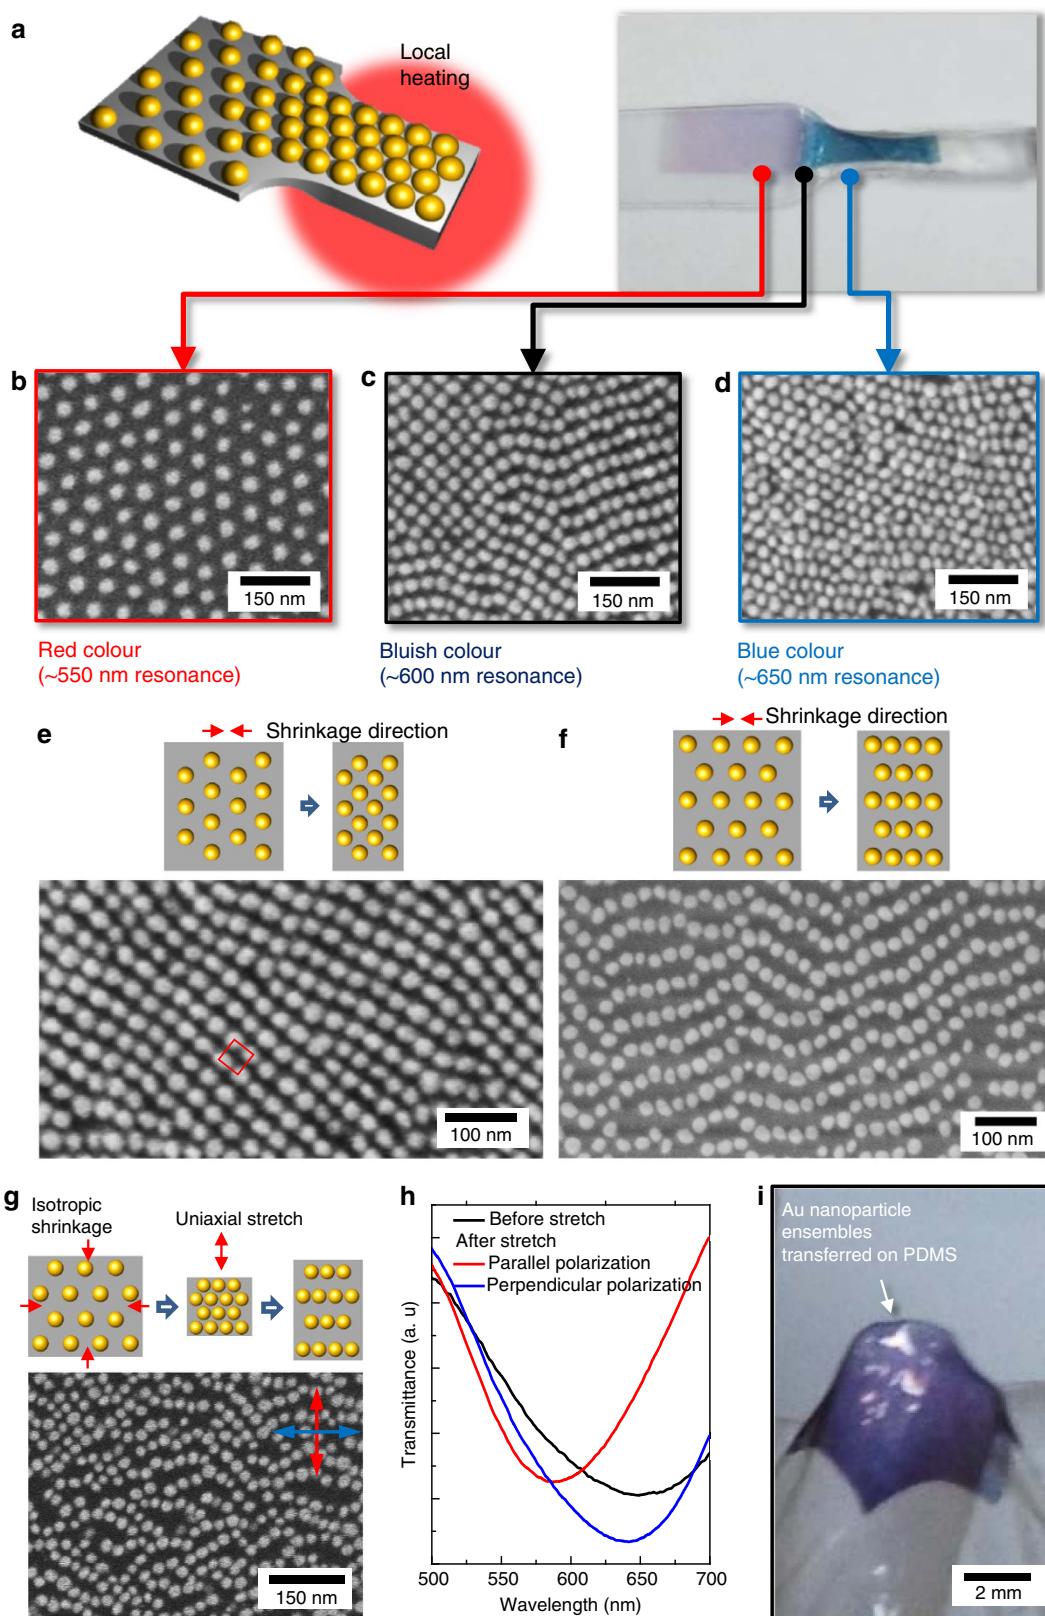 a
Local
heating
b
c
d
150 nm
150 nm
150 nm
Red colour
(~550 nm resonance)
Bluish colour
(~600 nm resonance)
Blue colour
(~650 nm resonance)
e
Shrinkage direction
f
Shrinkage direction
100 nm
100 nm
g
Isotropic
shrinkage
Uniaxial stretch
150 nm
h
Before stretch
After stretch
Parallel polarization
Perpendicular polarization
Transmittance (a. u)
500
550
600
650
700
Wavelength (nm)
i
Au nanoparticle
ensembles
transferred on PDMS
2 mm